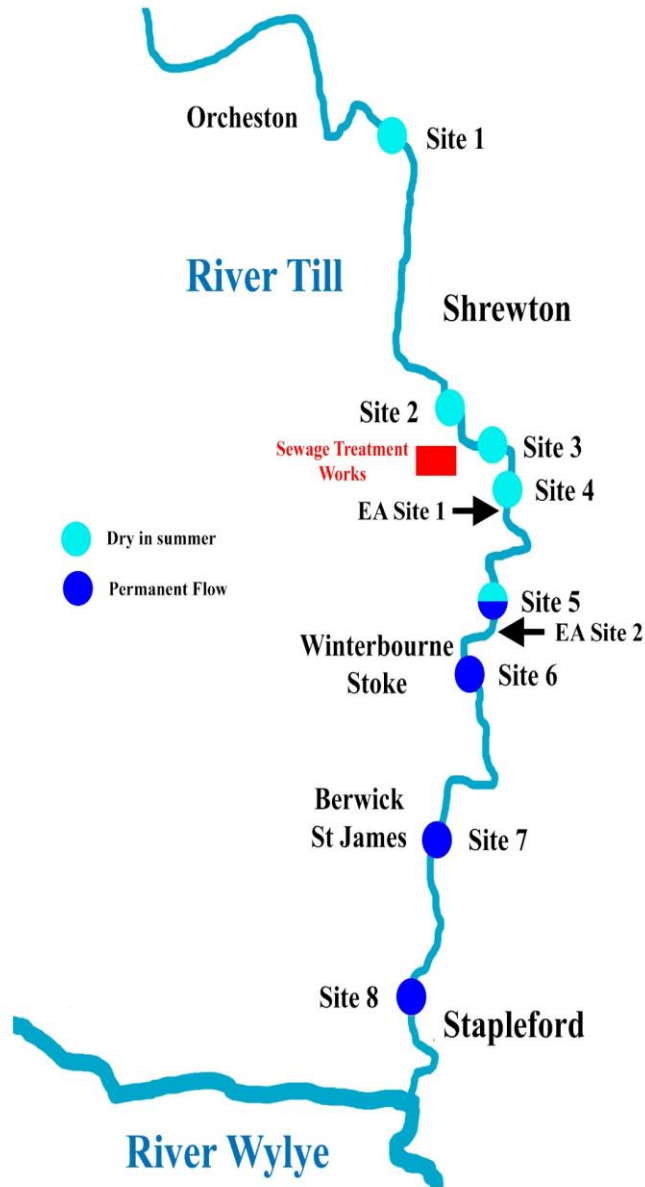 Orcheston
Site 1
River Till
Shrewton
Site 2
Site 3
Sewage Treatment
Works
Site 4
EA Site 1
Dry in summer
Permanent Flow
Site 5
EA Site 2
Winterbourne
Stoke
Site 6
Berwick
St James
Site 7
Site 8
Stapleford
River Wylye